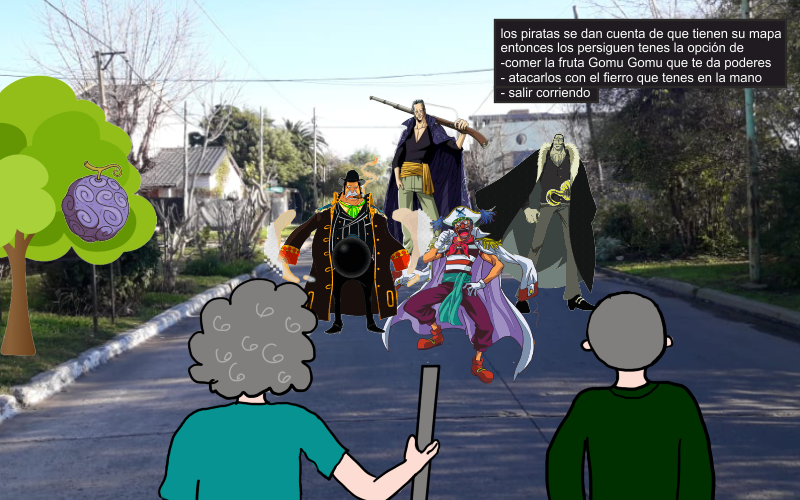 los piratas se dan cuenta de que tienen su mapa
entonces los persiguen tenes la opción de
-comer la fruta Gomu Gomu que te da poderes
- atacarlos con el fierro que tenes en la mano
- salir corriendo